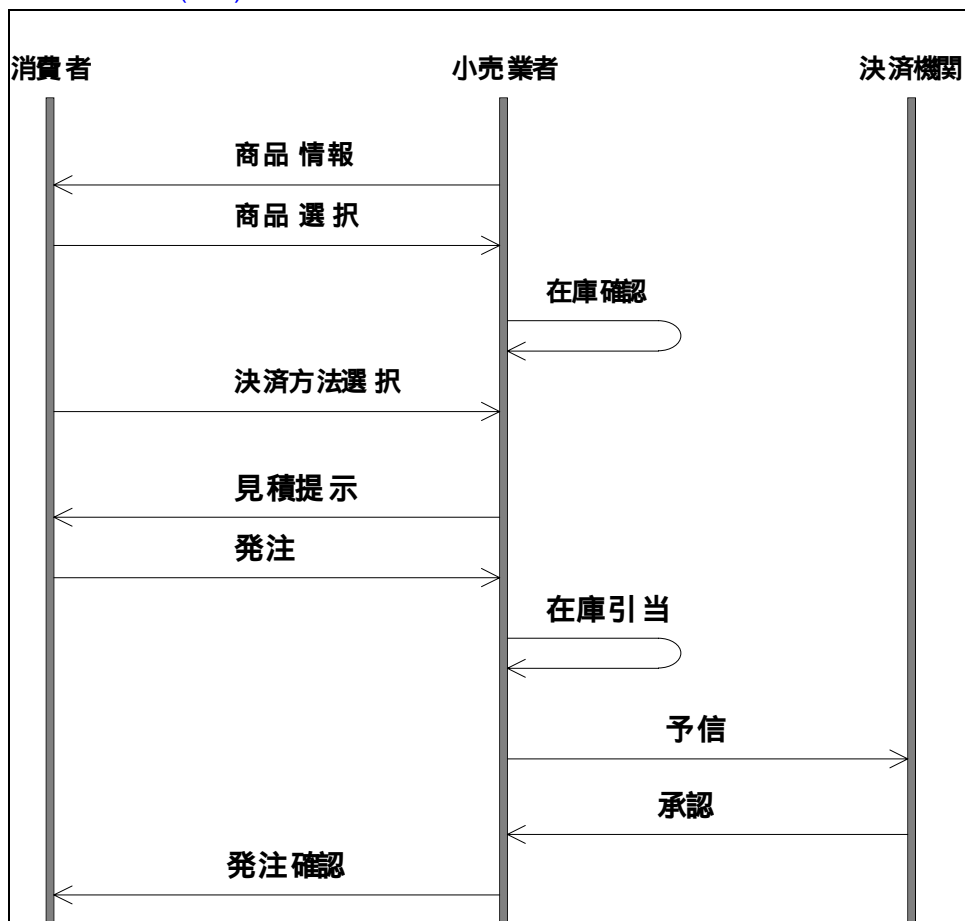 消費者 小売業者 決済機関
商品情報
商品選択
在庫確認
決済方法選択
見積提示
発注
在庫引当
予信
承認
発注確認